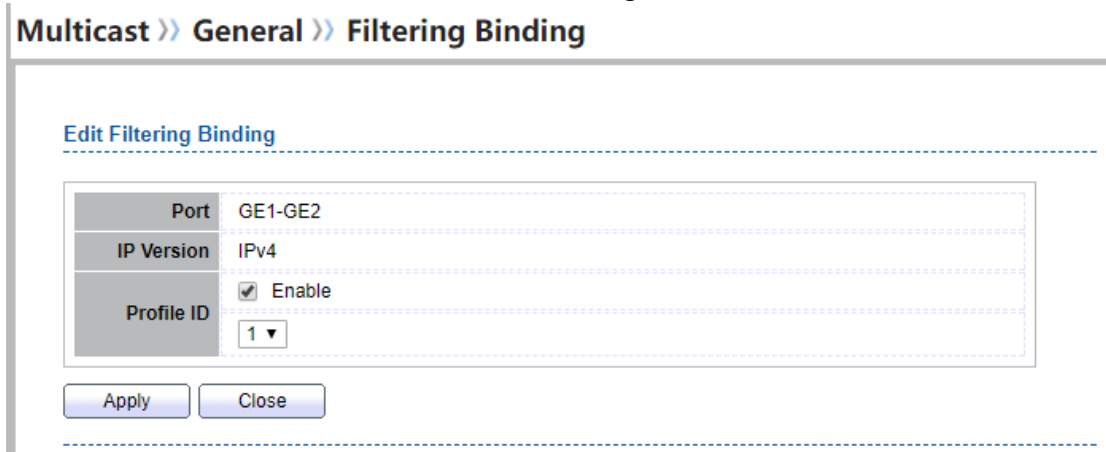 Multicast 》 General 》 Filtering Binding
Edit Filtering Binding
Port GE1-GE2
IP Version IPv4
Profile ID
Enable
1
Apply Close